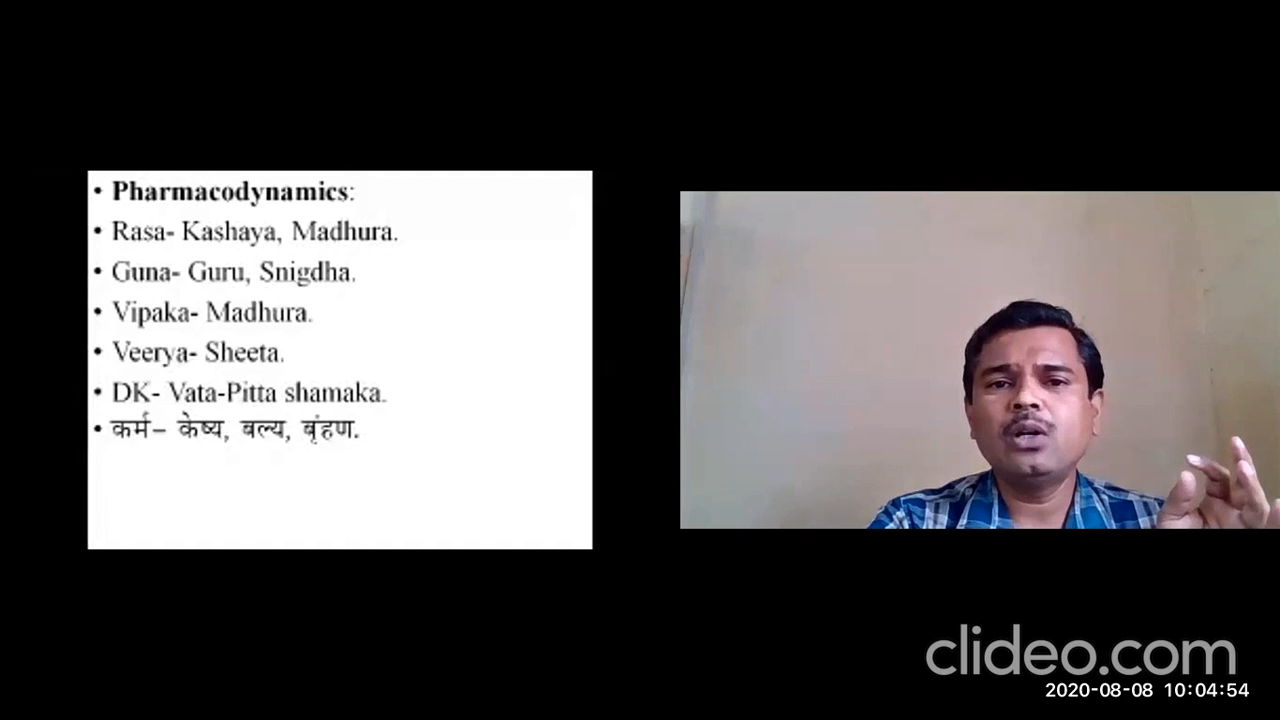 • Pharmacodynamics:
• Rasa- Kashaya, Madhura.
• Guna- Guru, Snigdha.
• Vipaka- Madhura.
• Veerya- Sheeta.
• DK- Vata-Pitta shamaka.
• कर्म– केष्य, बल्य, बृंहण.
clideo.com
2020-08-08 10:04:54